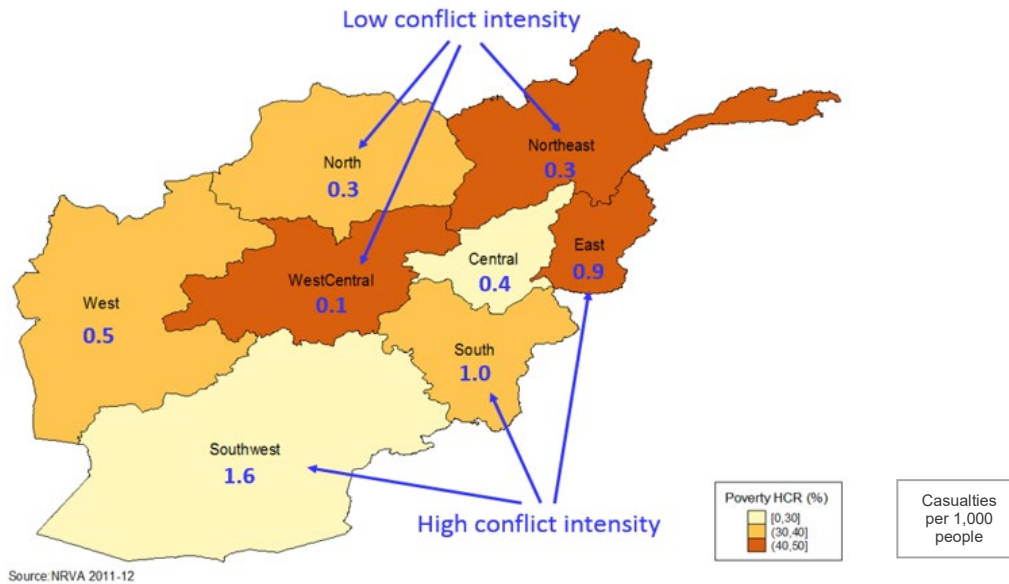 Low conflict intensity
Northeast
0.3
North
0.3
East
0.9
Central
0.4
WestCentral
0.1
West
0.5
South
1.0
Southwest
1.6
High conflict intensity
Poverty HCR (%)
[0,30]
(30,40]
(40,50]
Casualties
per 1,000
people
Source:NRVA 2011-12